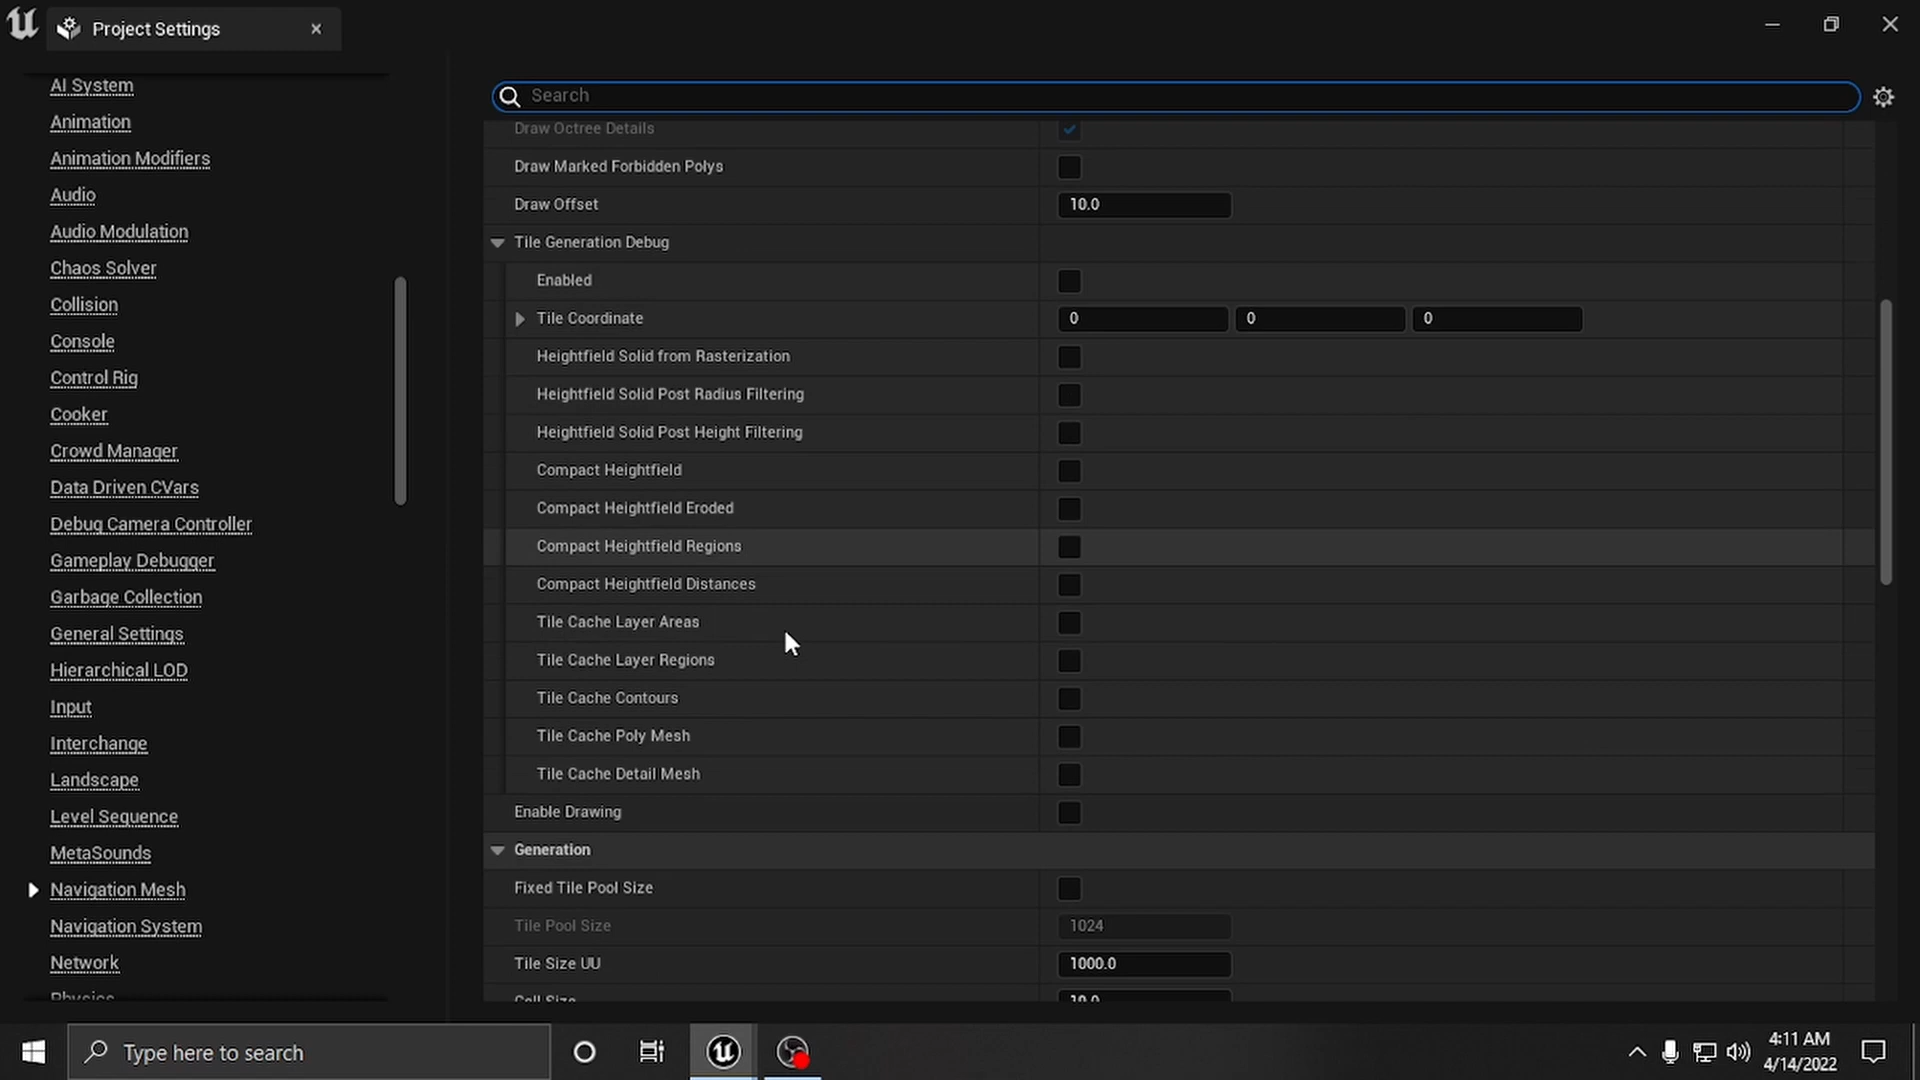 Project Settings
AI System
Animation
Animation Modifiers
Audio
Audio Modulation
Chaos Solver
Collision
Console
Control Rig
Cooker
Crowd Manager
Data Driven CVars
Debug Camera Controller
Gameplay Debugger
Garbage Collection
General Settings
Hierarchical LOD
Input
Interchange
Landscape
Level Sequence
MetaSounds
Navigation Mesh
Navigation System
Network
Physics
Search
Draw Octree Details
Draw Marked Forbidden Polys
Draw Offset 10.0
Tile Generation Debug
Enabled
Tile Coordinate 0 0 0
Heightfield Solid from Rasterization
Heightfield Solid Post Radius Filtering
Heightfield Solid Post Height Filtering
Compact Heightfield
Compact Heightfield Eroded
Compact Heightfield Regions
Compact Heightfield Distances
Tile Cache Layer Areas
Tile Cache Layer Regions
Tile Cache Contours
Tile Cache Poly Mesh
Tile Cache Detail Mesh
Enable Drawing
Generation
Fixed Tile Pool Size
Tile Pool Size 1024
Tile Size UU 1000.0
Cell Size 10.0
Type here to search
4:11 AM
4/14/2022